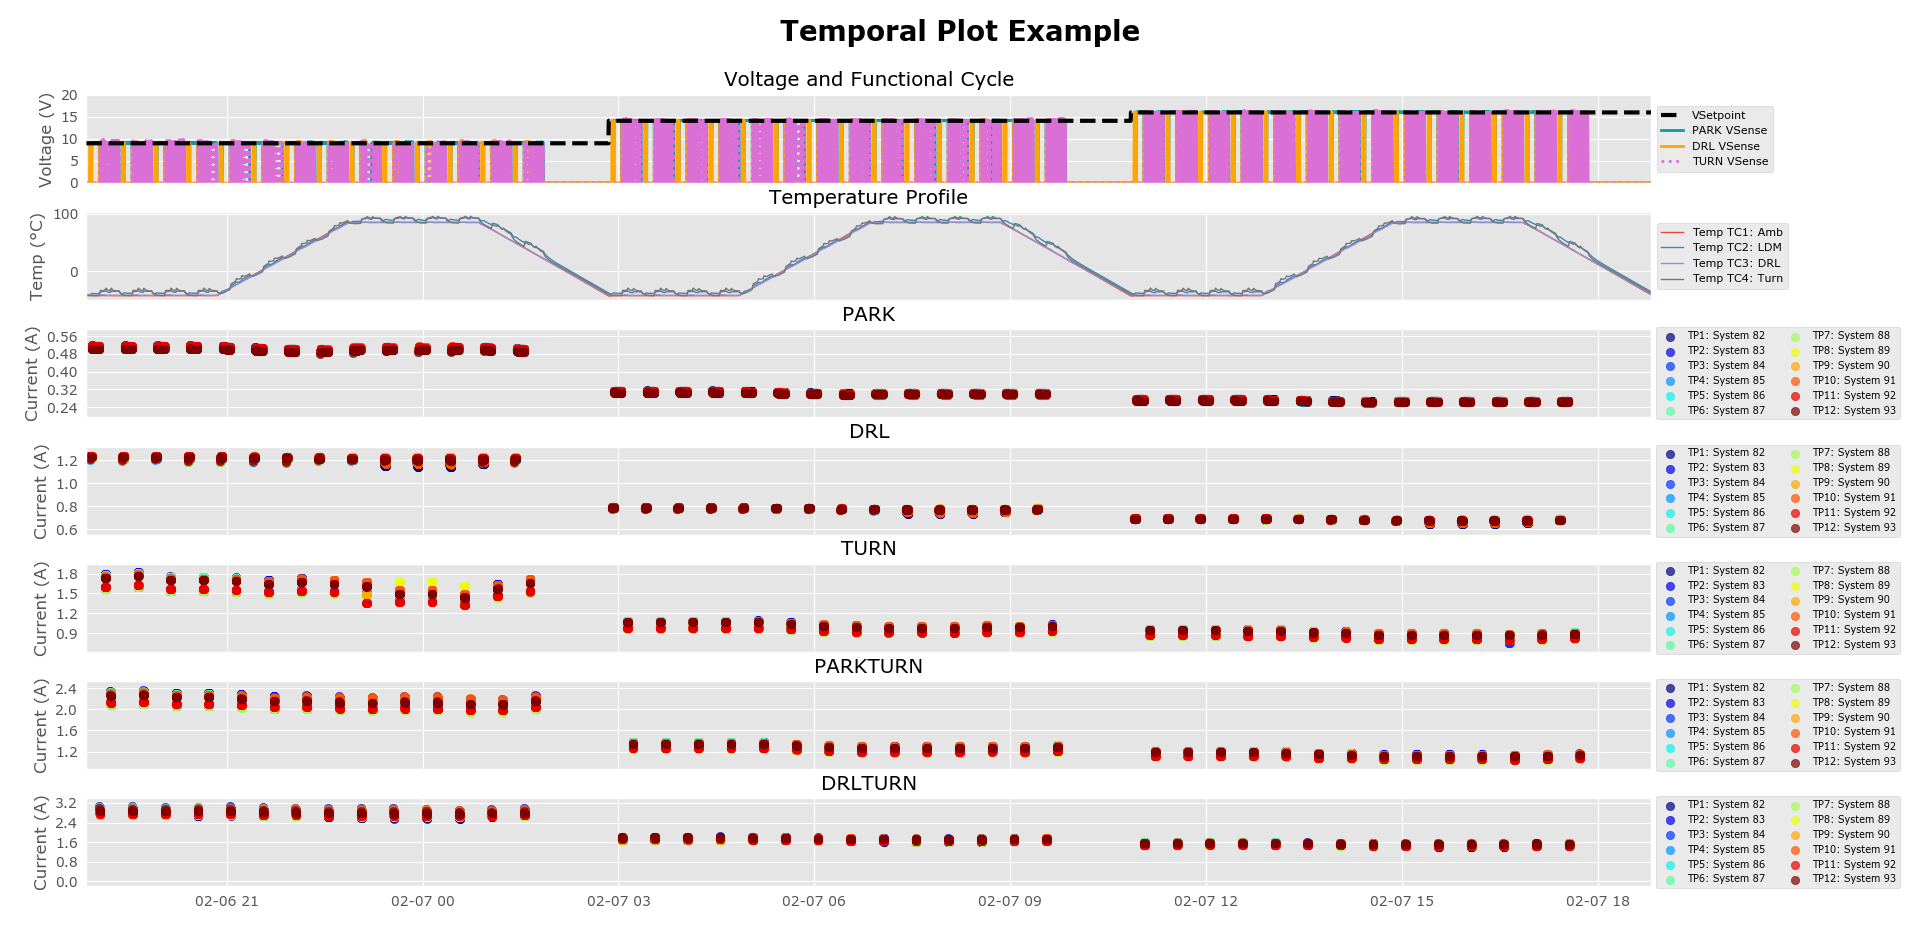 Temporal Plot Example
Voltage and Functional Cycle
Voltage (V)
20
15
10
5
0
VSetpoint
PARK VSense
DRL VSense
TURN VSense
Temperature Profile
Temp (°C)
100
0
Temp TC1: Amb
Temp TC2: LDM
Temp TC3: DRL
Temp TC4: Turn
PARK
Current (A)
0.56
0.48
0.40
0.32
0.24
TP1: System 82 TP7: System 88
TP2: System 83 TP8: System 89
TP3: System 84 TP9: System 90
TP4: System 85 TP10: System 91
TP5: System 86 TP11: System 92
TP6: System 87 TP12: System 93
DRL
Current (A)
1.2
1.0
0.8
0.6
TP1: System 82 TP7: System 88
TP2: System 83 TP8: System 89
TP3: System 84 TP9: System 90
TP4: System 85 TP10: System 91
TP5: System 86 TP11: System 92
TP6: System 87 TP12: System 93
TURN
Current (A)
1.8
1.5
1.2
0.9
TP1: System 82 TP7: System 88
TP2: System 83 TP8: System 89
TP3: System 84 TP9: System 90
TP4: System 85 TP10: System 91
TP5: System 86 TP11: System 92
TP6: System 87 TP12: System 93
PARKTURN
Current (A)
2.4
2.0
1.6
1.2
TP1: System 82 TP7: System 88
TP2: System 83 TP8: System 89
TP3: System 84 TP9: System 90
TP4: System 85 TP10: System 91
TP5: System 86 TP11: System 92
TP6: System 87 TP12: System 93
DRLTURN
Current (A)
3.2
2.4
1.6
0.8
0.0
TP1: System 82 TP7: System 88
TP2: System 83 TP8: System 89
TP3: System 84 TP9: System 90
TP4: System 85 TP10: System 91
TP5: System 86 TP11: System 92
TP6: System 87 TP12: System 93
02-06 21 02-07 00 02-07 03 02-07 06 02-07 09 02-07 12 02-07 15 02-07 18